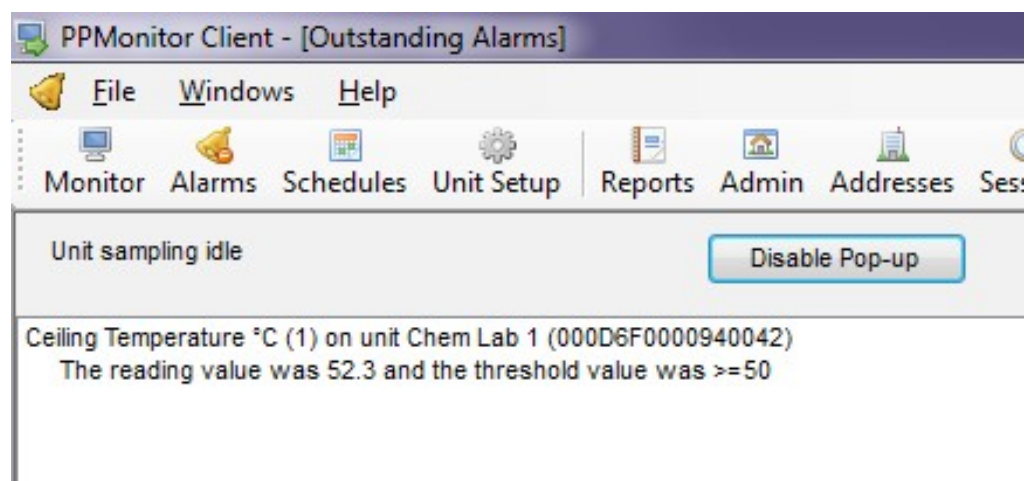 PPMonitor Client - [Outstanding Alarms]
File Windows Help
Monitor Alarms Schedules Unit Setup Reports Admin Addresses
Unit sampling idle
Disable Pop-up
Ceiling Temperature °C (1) on unit Chem Lab 1 (000D6F0000940042)
The reading value was 52.3 and the threshold value was >=50